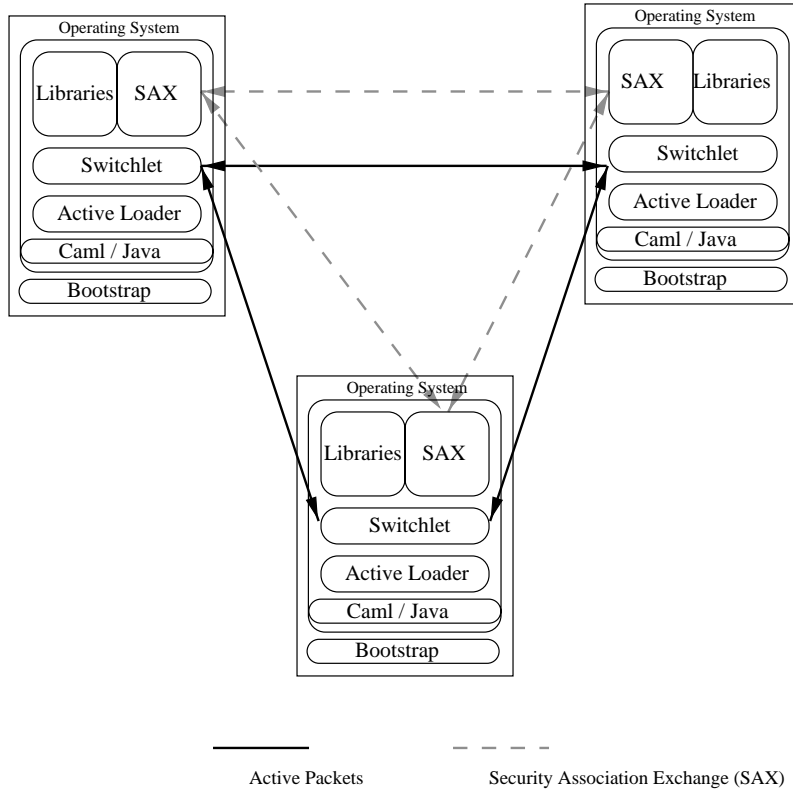 Operating System
Libraries
SAX
Switchlet
Active Loader
Caml / Java
Bootstrap
Operating System
SAX
Libraries
Switchlet
Active Loader
Caml / Java
Bootstrap
Operating System
Libraries
SAX
Switchlet
Active Loader
Caml / Java
Bootstrap
Active Packets
Security Association Exchange (SAX)